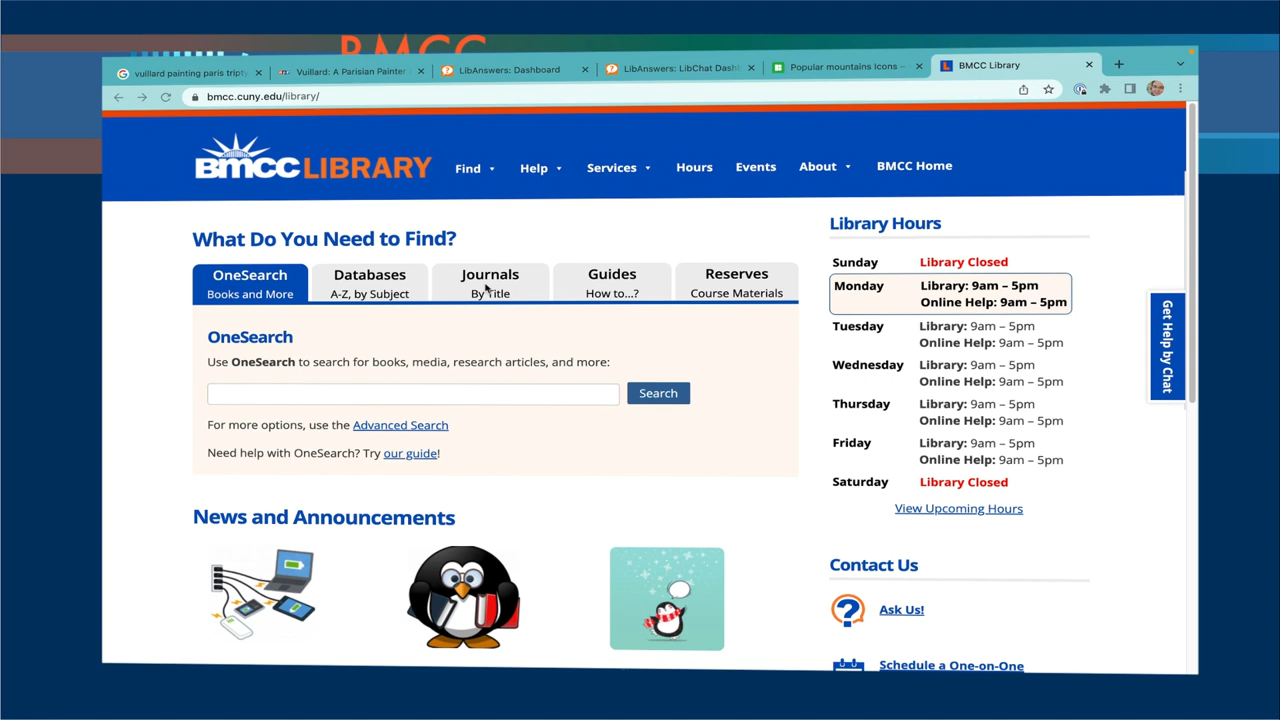 BMCC
vuillard painting paris tript
Vuillard: A Parisian Painter
LibAnswers: Dashboard
LibAnswers: LibChat Dash
Popular mountains Icons –
BMCC Library
bmcc.cuny.edu/library/
BMCC LIBRARY
Find
Help
Services
Hours
Events
About
BMCC Home
What Do You Need to Find?
OneSearch
Books and More
Databases
A-Z, by Subject
Journals
By Title
Guides
How to...?
Reserves
Course Materials
OneSearch
Use OneSearch to search for books, media, research articles, and more:
Search
For more options, use the Advanced Search
Need help with OneSearch? Try our guide!
News and Announcements
Library Hours
Sunday Library Closed
Monday Library: 9am – 5pm
Online Help: 9am – 5pm
Tuesday Library: 9am – 5pm
Online Help: 9am – 5pm
Wednesday Library: 9am – 5pm
Online Help: 9am – 5pm
Thursday Library: 9am – 5pm
Online Help: 9am – 5pm
Friday Library: 9am – 5pm
Online Help: 9am – 5pm
Saturday Library Closed
View Upcoming Hours
Contact Us
Ask Us!
Schedule a One-on-One
Get Help by Chat